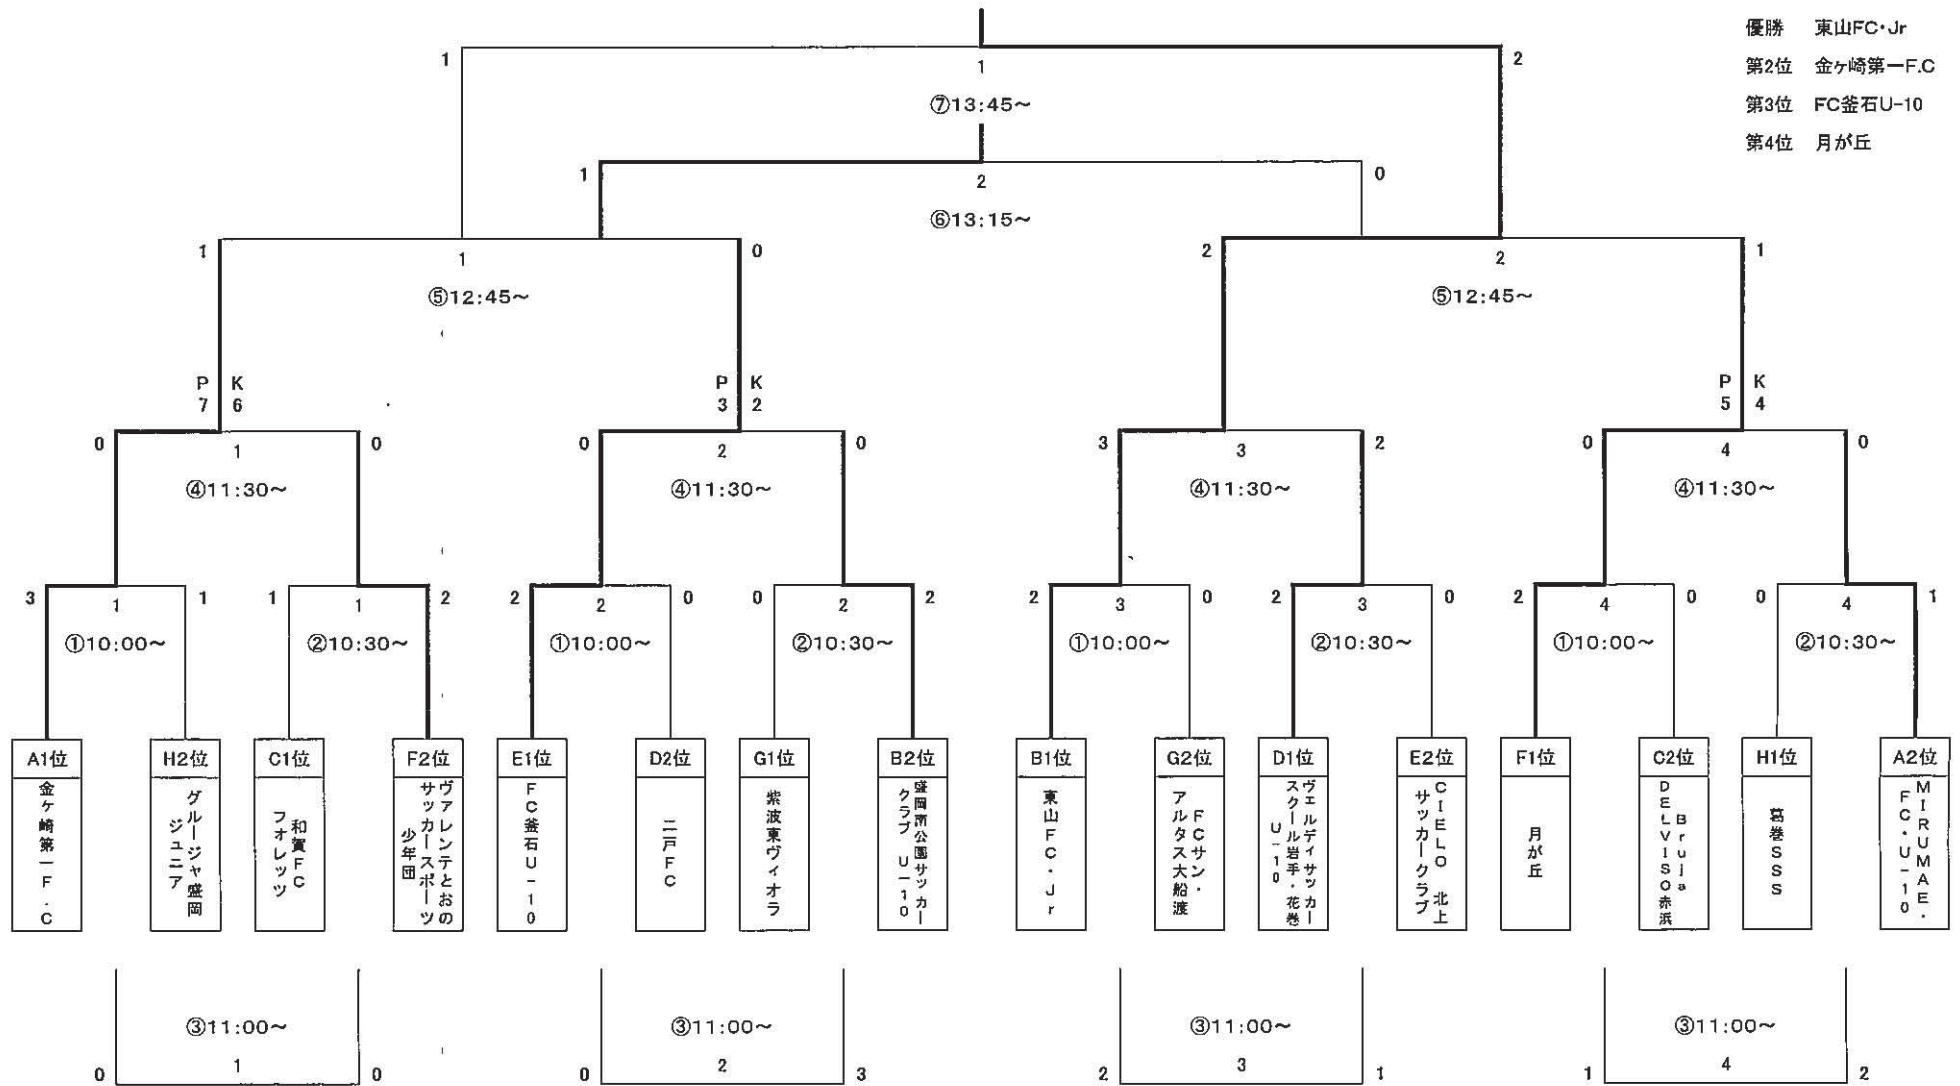 優勝 東山FC・Jr
第2位 金ヶ崎第一F.C
第3位 FC釜石U-10
第4位 月が丘
1 1 2
⑦13:45~
1 2 0
⑥13:15~
1 1 0
⑤12:45~
2 2 1
⑤12:45~
P K
7 6
P K
3 2
P K
5 4
0 1 0
④11:30~
0 2 0
④11:30~
3 3 2
④11:30~
0 4 0
④11:30~
3 1 1
①10:00~
1 1 2
②10:30~
2 2 0
①10:00~
0 2 2
②10:30~
2 3 0
①10:00~
2 3 0
②10:30~
2 4 0
①10:00~
0 4 1
②10:30~
A1位
金ヶ崎第一F.C
H2位
グルージャ盛岡
ジュニア
C1位
和賀FC
フォレッツ
F2位
ヴァレンテとおの
サッカースポーツ
少年団
E1位
FC釜石U-10
D2位
二戸FC
G1位
紫波東ヴィオラ
B2位
盛岡南公園サッカー
クラブ U-10
B1位
東山FC・Jr
G2位
FCサン・
アルタス大船渡
D1位
ヴェルディサッカー
スクール岩手・花巻
U-10
E2位
CIELO 北上
サッカークラブ
F1位
月が丘
C2位
Bruja
DELVISO赤浜
H1位
葛巻SSS
A2位
MIRUMAE・
FC・U-10
③11:00~
0 1 0
③11:00~
0 2 3
③11:00~
2 3 1
③11:00~
1 4 2